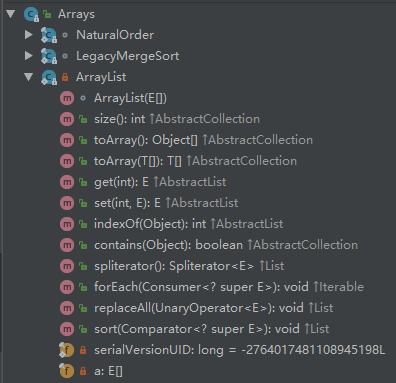 Arrays
NaturalOrder
LegacyMergeSort
ArrayList
m ArrayList(E[])
m size(): int ↑AbstractCollection
m toArray(): Object[] ↑AbstractCollection
m toArray(T[]): T[] ↑AbstractCollection
m get(int): E ↑AbstractList
m set(int, E): E ↑AbstractList
m indexOf(Object): int ↑AbstractList
m contains(Object): boolean ↑AbstractCollection
m spliterator(): Spliterator<E> ↑List
m forEach(Consumer<? super E>): void ↑Iterable
m replaceAll(UnaryOperator<E>): void ↑List
m sort(Comparator<? super E>): void ↑List
f serialVersionUID: long = -2764017481108945198L
f a: E[]